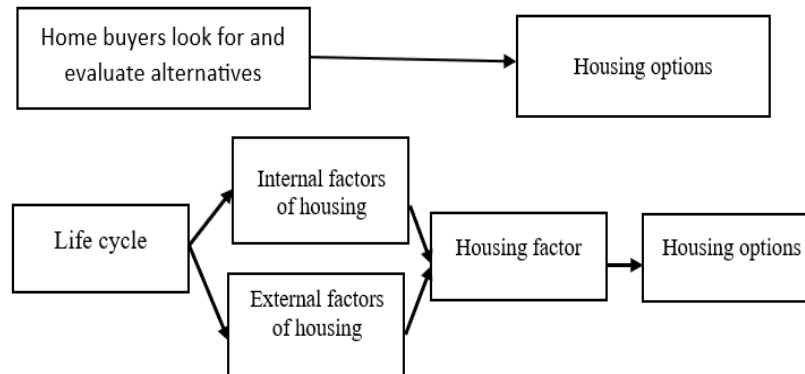 Home buyers look for and
evaluate alternatives
Housing options
Internal factors
of housing
Life cycle
Housing factor
Housing options
External factors
of housing